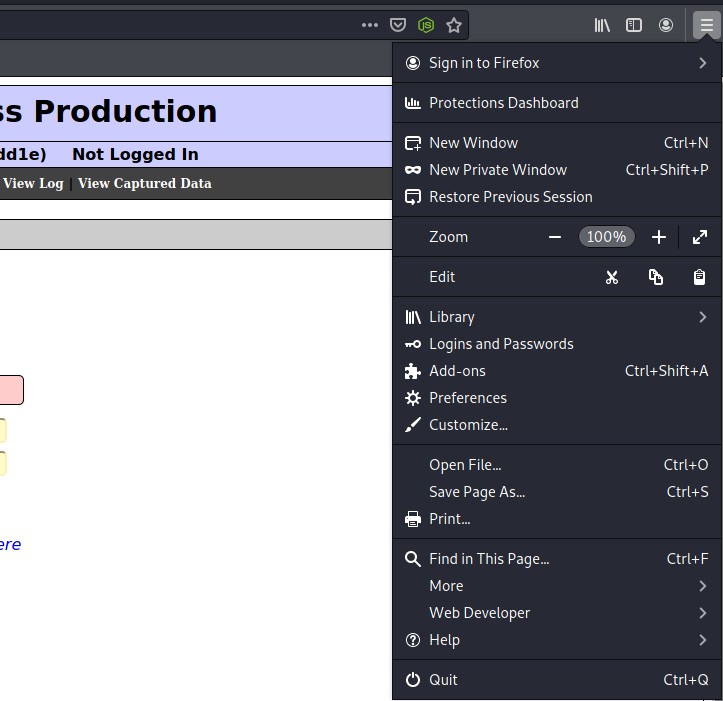 JS
Sign in to Firefox
Protections Dashboard
ss Production
New Window Ctrl+N
dd1e) Not Logged In
New Private Window Ctrl+Shift+P
View Log | View Captured Data
Restore Previous Session
Zoom 100%
Edit
Library
Logins and Passwords
Add-ons Ctrl+Shift+A
Preferences
Customize...
Open File... Ctrl+O
Save Page As... Ctrl+S
Print...
ere
Find in This Page... Ctrl+F
More
Web Developer
Help
Quit Ctrl+Q